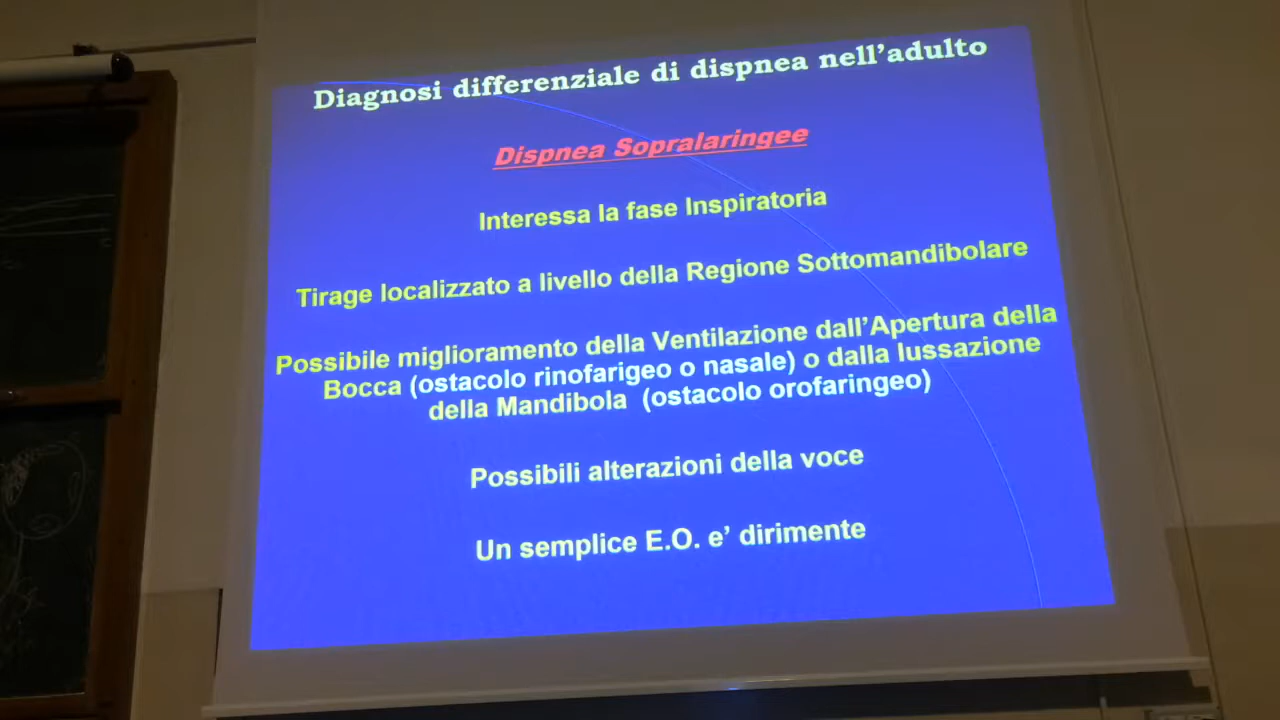 Diagnosi differenziale di dispnea nell'adulto
Dispnea Sopralaringee
Interessa la fase Inspiratoria
Tirage localizzato a livello della Regione Sottomandibolare
Possibile miglioramento della Ventilazione dall'Apertura della
Bocca (ostacolo rinofarigeo o nasale) o dalla lussazione
della Mandibola (ostacolo orofaringeo)
Possibili alterazioni della voce
Un semplice E.O. e' dirimente